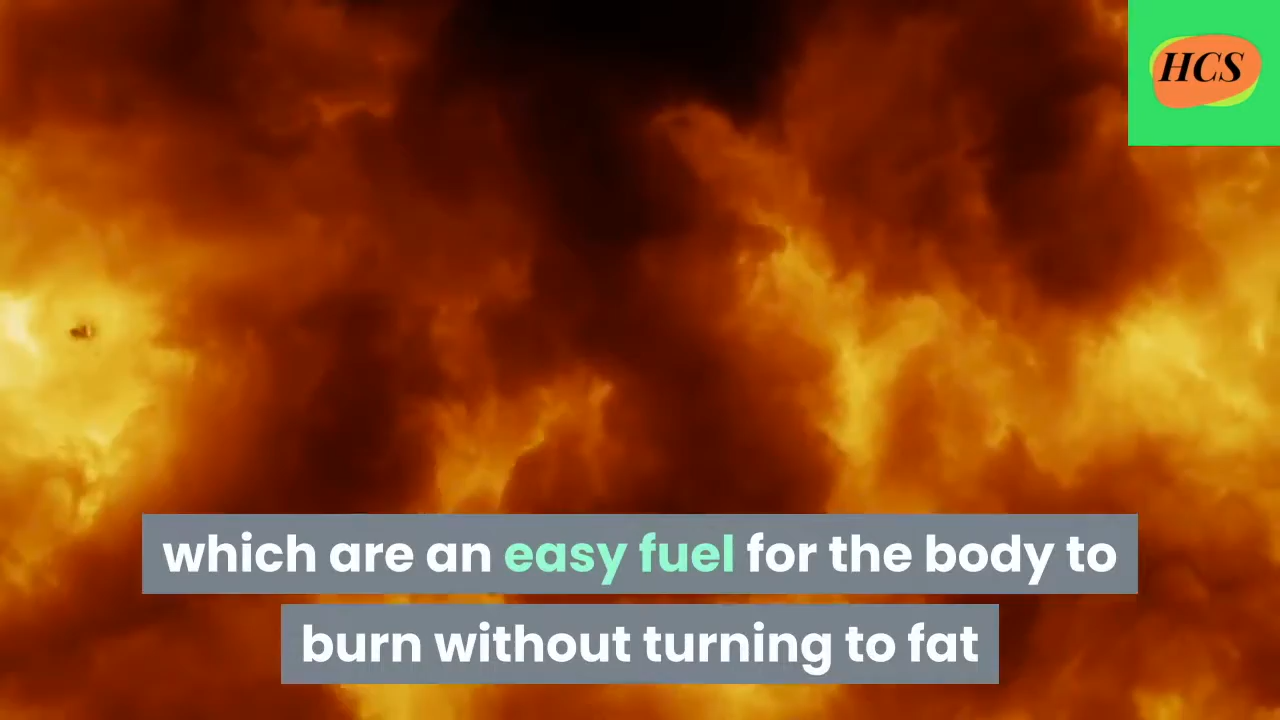 HCS
which are an easy fuel for the body to
burn without turning to fat